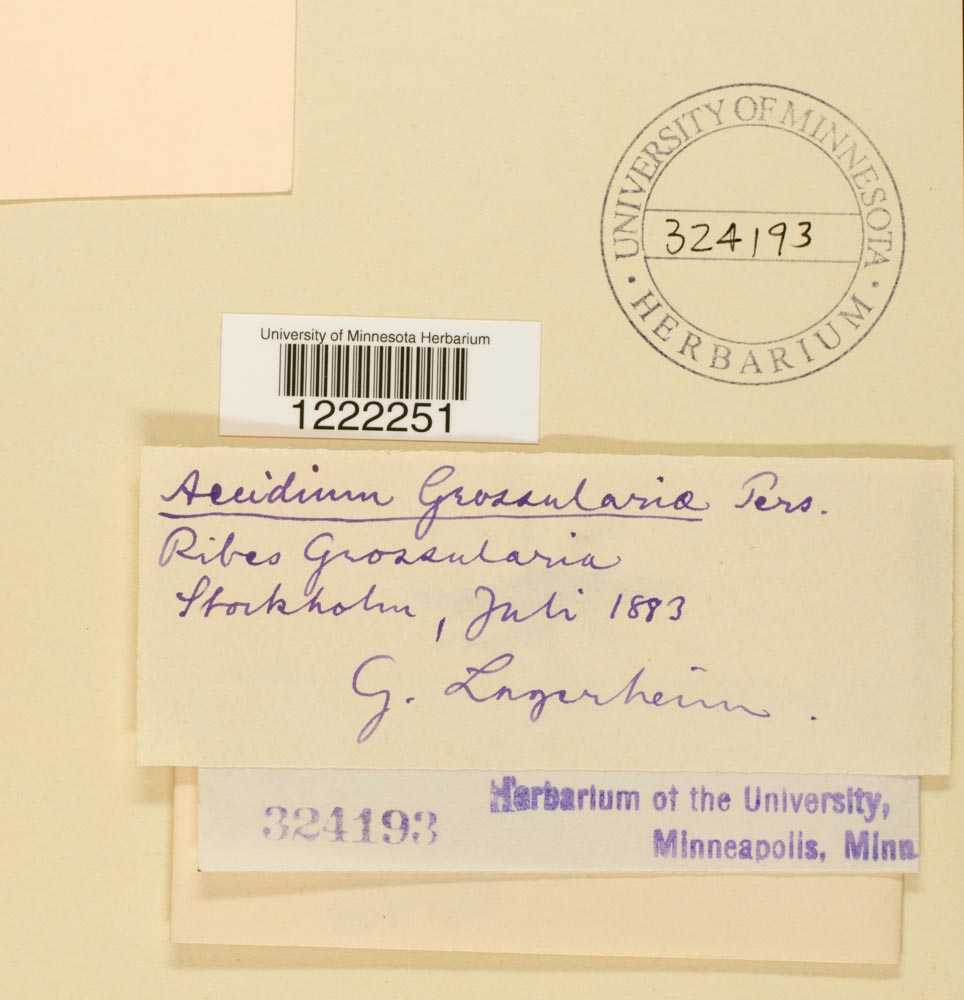 UNIVERSITY OF MINNESOTA
324193
· HERBARIUM ·
University of Minnesota Herbarium
1222251
Aecidium Grossulariæ Pers.
Ribes Grossularia
Stockholm, Juli 1883
G. Lagerheim.
324193
Herbarium of the University,
Minneapolis, Minn.